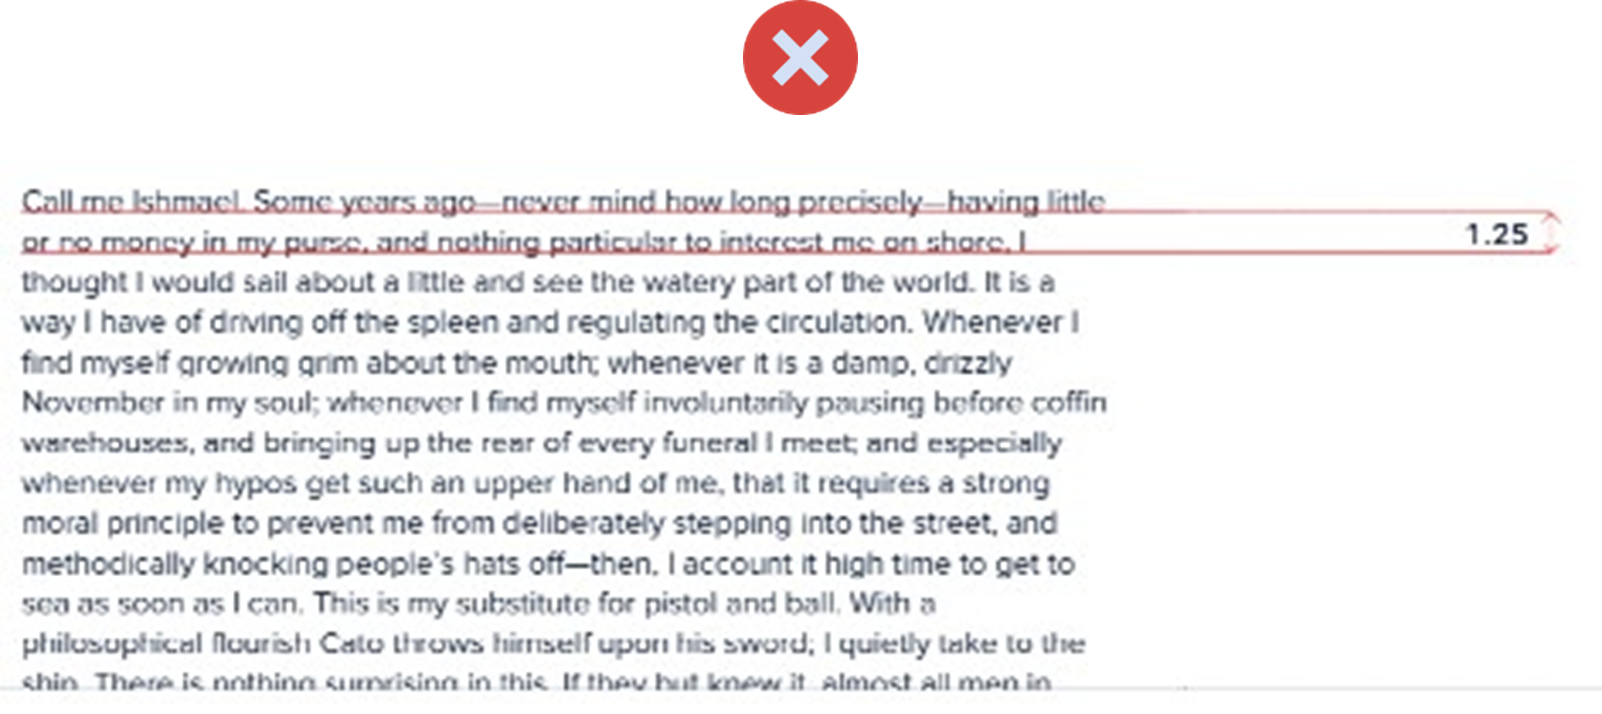 Call me Ishmael. Some years ago—never mind how long precisely—having little
or no money in my purse, and nothing particular to interest me on shore, I
1.25
thought I would sail about a little and see the watery part of the world. It is a
way I have of driving off the spleen and regulating the circulation. Whenever I
find myself growing grim about the mouth; whenever it is a damp, drizzly
November in my soul; whenever I find myself involuntarily pausing before coffin
warehouses, and bringing up the rear of every funeral I meet; and especially
whenever my hypos get such an upper hand of me, that it requires a strong
moral principle to prevent me from deliberately stepping into the street, and
methodically knocking people's hats off—then, I account it high time to get to
sea as soon as I can. This is my substitute for pistol and ball. With a
philosophical flourish Cato throws himself upon his sword; I quietly take to the
ship. There is nothing surprising in this. If they but knew it, almost all men in